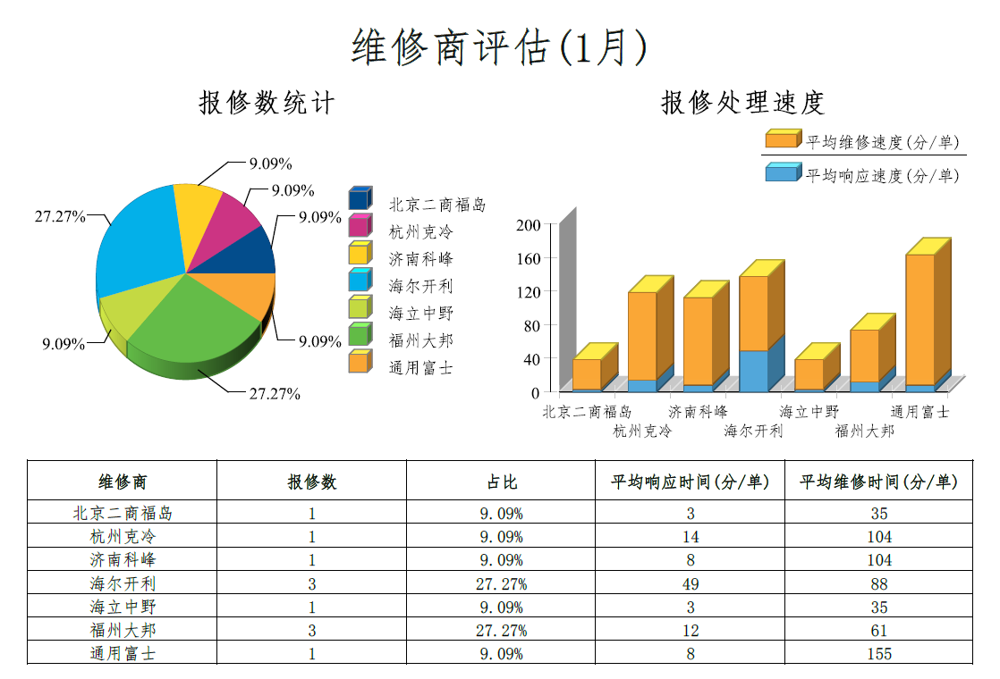 维修商评估(1月)
报修数统计
9.09%
9.09%
27.27%
9.09%
9.09%
9.09%
27.27%
北京二商福岛
杭州克冷
济南科峰
海尔开利
海立中野
福州大邦
通用富士
报修处理速度
平均维修速度(分/单)
平均响应速度(分/单)
200
160
120
80
40
0
北京二商福岛 济南科峰 海立中野 通用富士
杭州克冷 海尔开利 福州大邦
维修商 报修数 占比 平均响应时间(分/单) 平均维修时间(分/单)
北京二商福岛 1 9.09% 3 35
杭州克冷 1 9.09% 14 104
济南科峰 1 9.09% 8 104
海尔开利 3 27.27% 49 88
海立中野 1 9.09% 3 35
福州大邦 3 27.27% 12 61
通用富士 1 9.09% 8 155